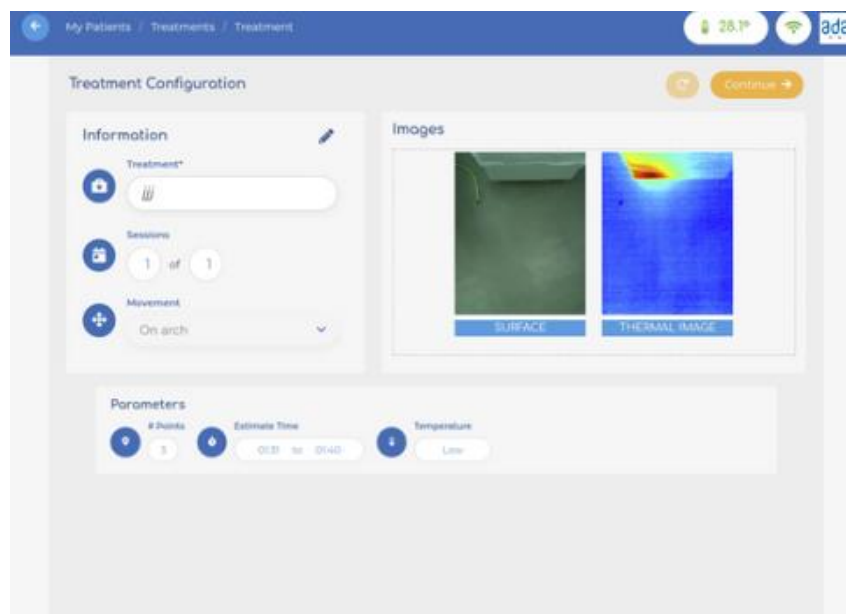 My Patients / Treatments / Treatment
28.1°
ada
Treatment Configuration
Continue →
Information
Treatment*
jjj
Sessions
1 of 1
Movement
On arch
Images
SURFACE
THERMAL IMAGE
Parameters
# Points
3
Estimate Time
01:31 to 01:40
Temperature
Low